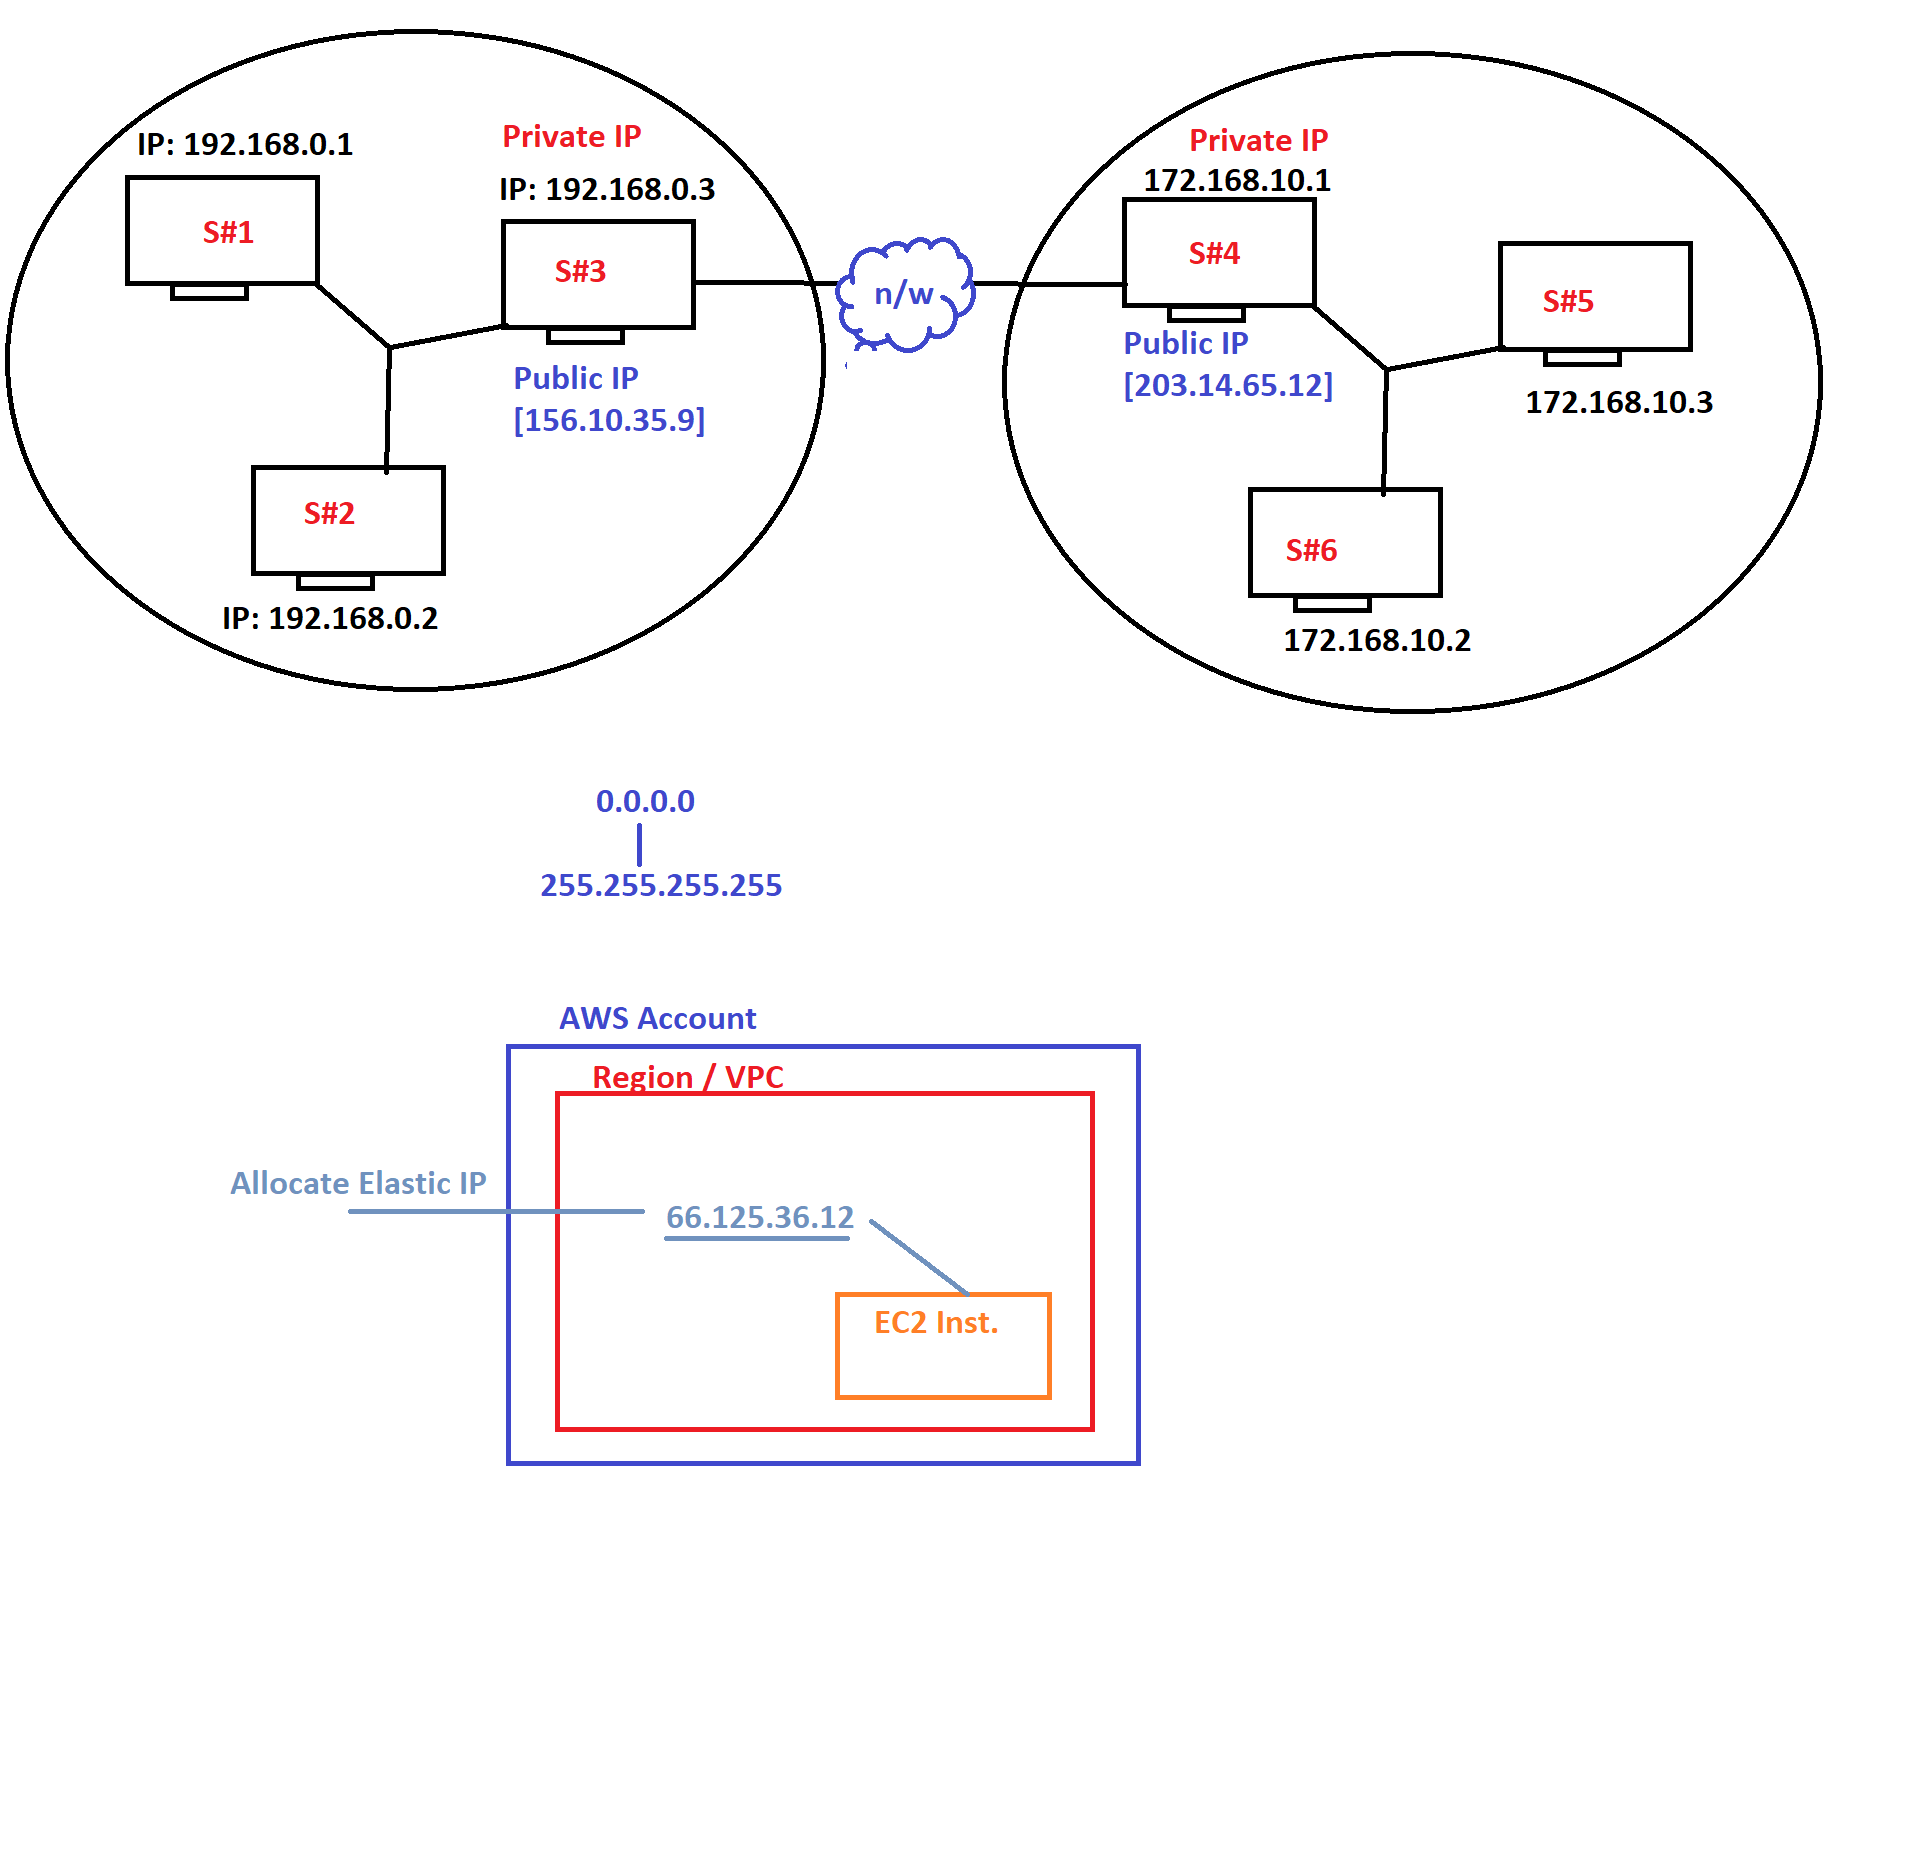 IP: 192.168.0.1
S#1
Private IP
IP: 192.168.0.3
S#3
Public IP
[156.10.35.9]
S#2
IP: 192.168.0.2
n/w
Private IP
172.168.10.1
S#4
Public IP
[203.14.65.12]
S#5
172.168.10.3
S#6
172.168.10.2
0.0.0.0
255.255.255.255
AWS Account
Region / VPC
Allocate Elastic IP
66.125.36.12
EC2 Inst.